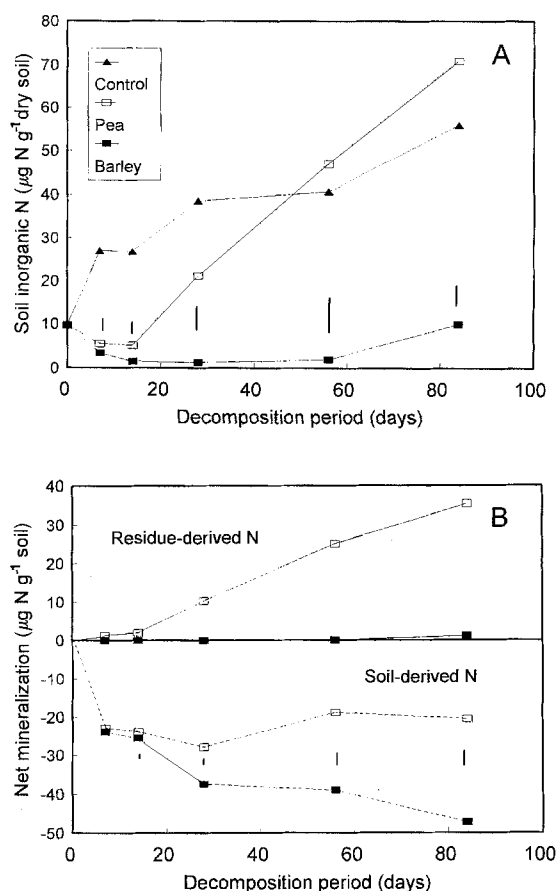 A
Control
Pea
Barley
Soil inorganic N (µg N g-1 dry soil)
80
70
60
50
40
30
20
10
0
0 20 40 60 80 100
Decomposition period (days)
B
Residue-derived N
Soil-derived N
Net mineralization (µg N g-1 soil)
40
30
20
10
0
-10
-20
-30
-40
-50
0 20 40 60 80 100
Decomposition period (days)